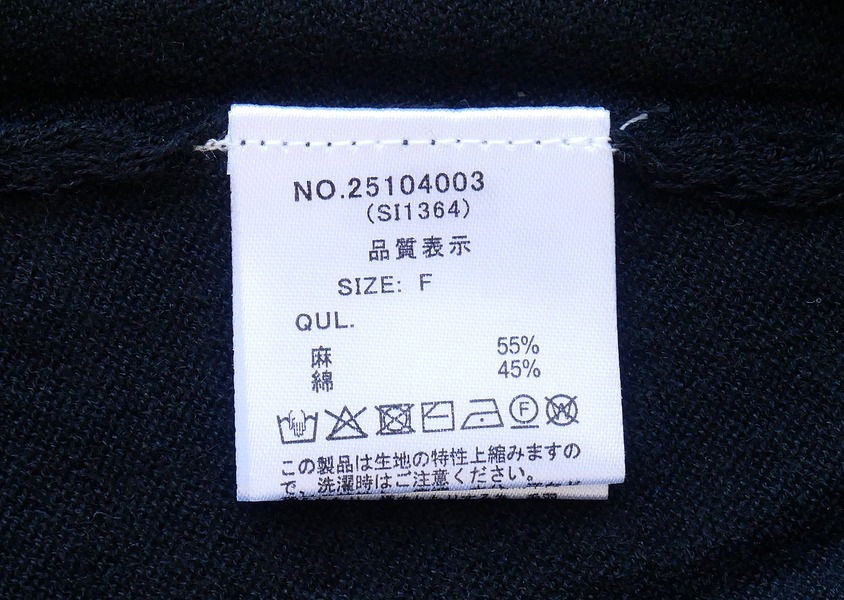 NO.25104003
(SI1364)
品質表示
SIZE: F
QUL.
麻 55%
綿 45%
F W
この製品は生地の特性上縮みますの
で、洗濯時はご注意ください。